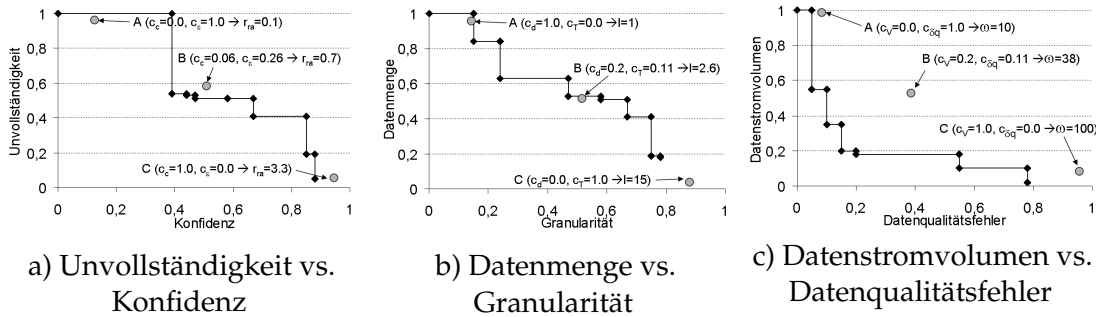 Unvollständigkeit
1
0,8
0,6
0,4
0,2
0
0
0,2
0,4
0,6
0,8
1
Konfidenz
A (c_c=0.0, c_ε=1.0 → r_ra=0.1)
B (c_c=0.06, c_ε=0.26 → r_ra=0.7)
C (c_c=1.0, c_ε=0.0 → r_ra=3.3)
a) Unvollständigkeit vs.
Konfidenz
Datenmenge
1
0,8
0,6
0,4
0,2
0
0
0,2
0,4
0,6
0,8
1
Granularität
A (c_d=1.0, c_T=0.0→l=1)
B (c_d=0.2, c_T=0.11→l=2.6)
C (c_d=0.0, c_T=1.0→l=15)
b) Datenmenge vs.
Granularität
Datenstromvolumen
1
0,8
0,6
0,4
0,2
0
0
0,2
0,4
0,6
0,8
1
Datenqualitätsfehler
A (c_V=0.0, c_δq=1.0→ω=10)
B (c_V=0.2, c_δq=0.11→ω=38)
C (c_V=1.0, c_δq=0.0→ω=100)
c) Datenstromvolumen vs.
Datenqualitätsfehler